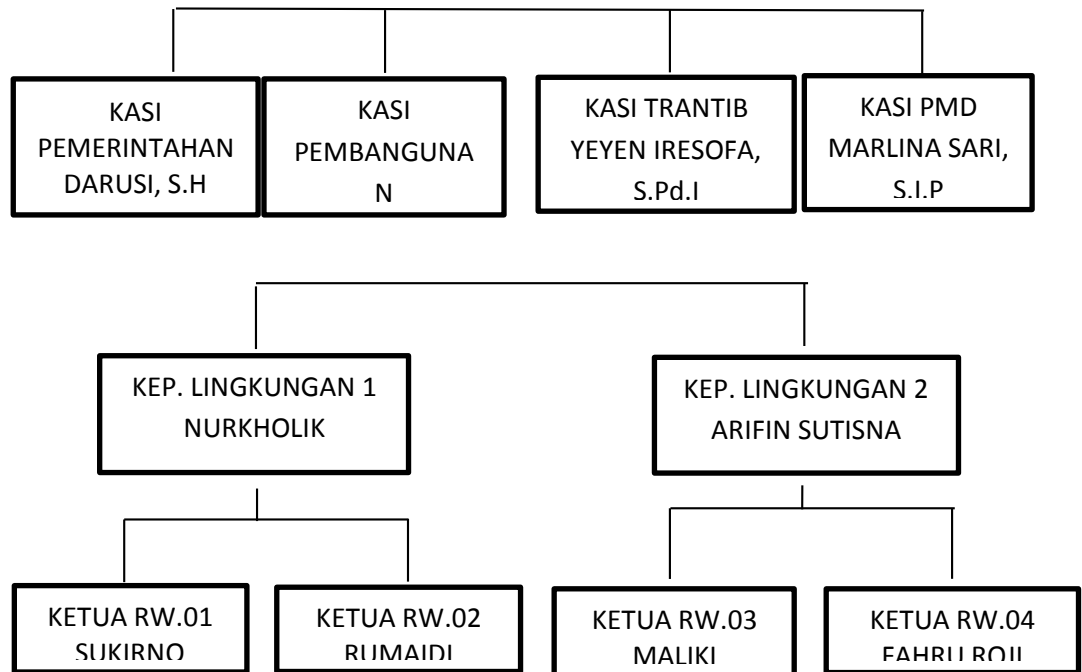 KASI
PEMERINTAHAN
DARUSI, S.H
KASI
PEMBANGUNA
N
KASI TRANTIB
YEYEN IRESOFA,
S.Pd.I
KASI PMD
MARLINA SARI,
S.I.P
KEP. LINGKUNGAN 1
NURKHOLIK
KEP. LINGKUNGAN 2
ARIFIN SUTISNA
KETUA RW.01
SUKIRNO
KETUA RW.02
RUMAIDI
KETUA RW.03
MALIKI
KETUA RW.04
FAHRU ROJI